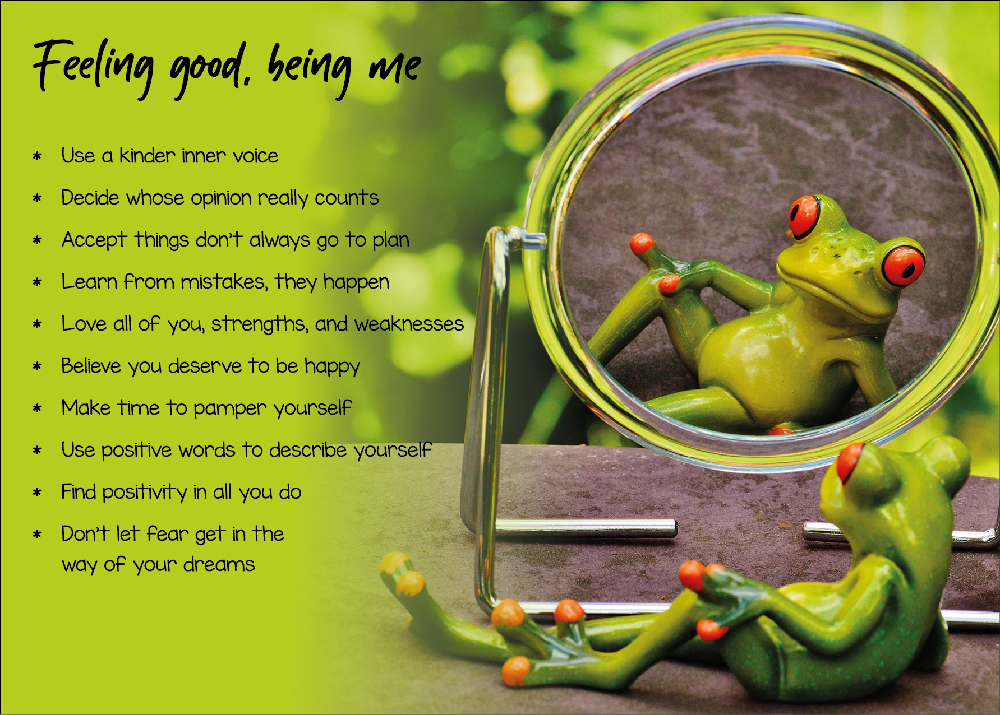 Feeling good, being me
* Use a kinder inner voice
* Decide whose opinion really counts
* Accept things don't always go to plan
* Learn from mistakes, they happen
* Love all of you, strengths, and weaknesses
* Believe you deserve to be happy
* Make time to pamper yourself
* Use positive words to describe yourself
* Find positivity in all you do
* Don't let fear get in the
way of your dreams